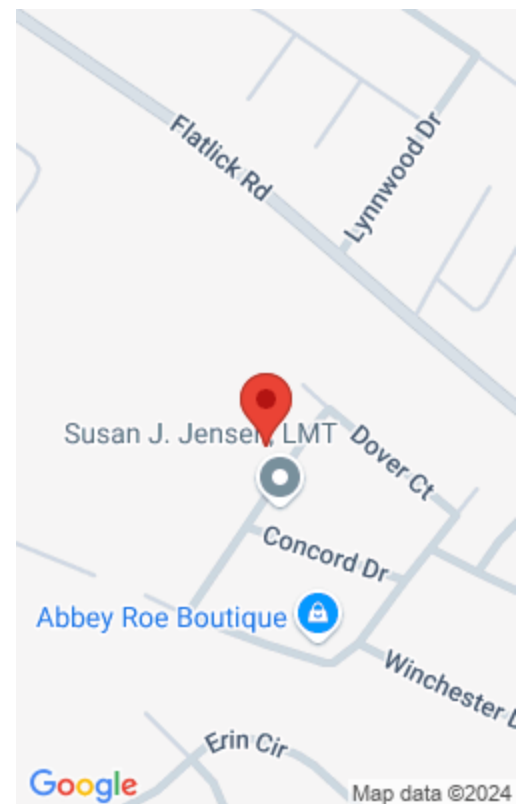 Flatlick Rd
Lynnwood Dr
Susan J. Jensen, LMT
Dover Ct
Concord Dr
Abbey Roe Boutique
Winchester D
Erin Cir
Google
Map data ©2024